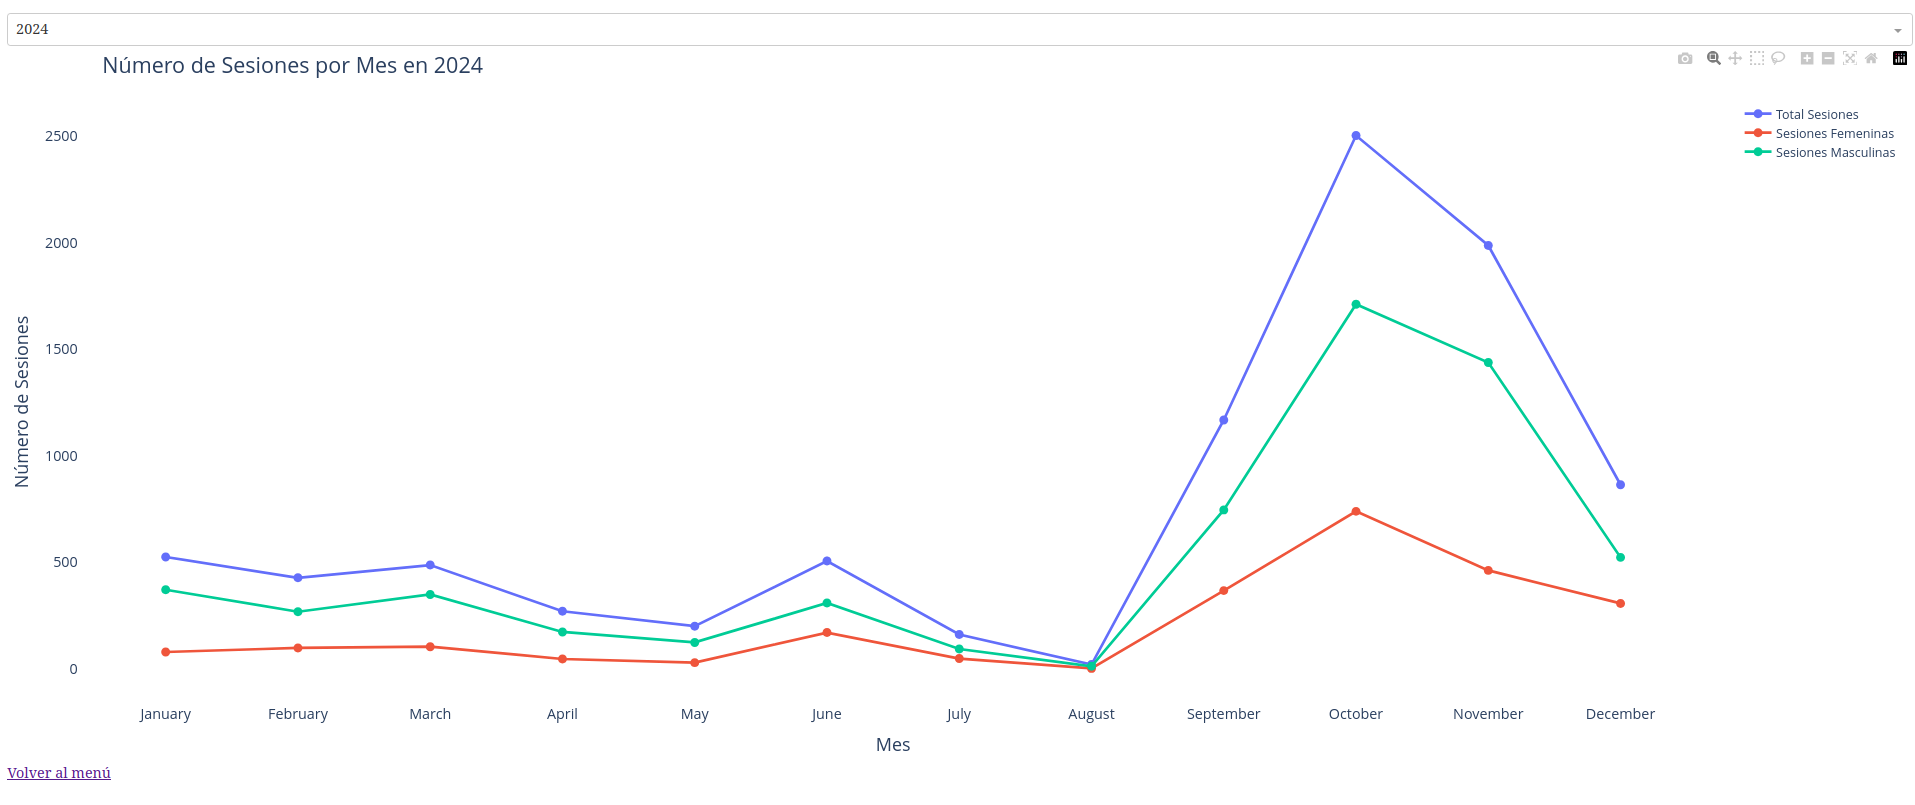 2024
Número de Sesiones por Mes en 2024
Total Sesiones
Sesiones Femeninas
Sesiones Masculinas
Número de Sesiones
2500
2000
1500
1000
500
0
January February March April May June July August September October November December
Mes
Volver al menú